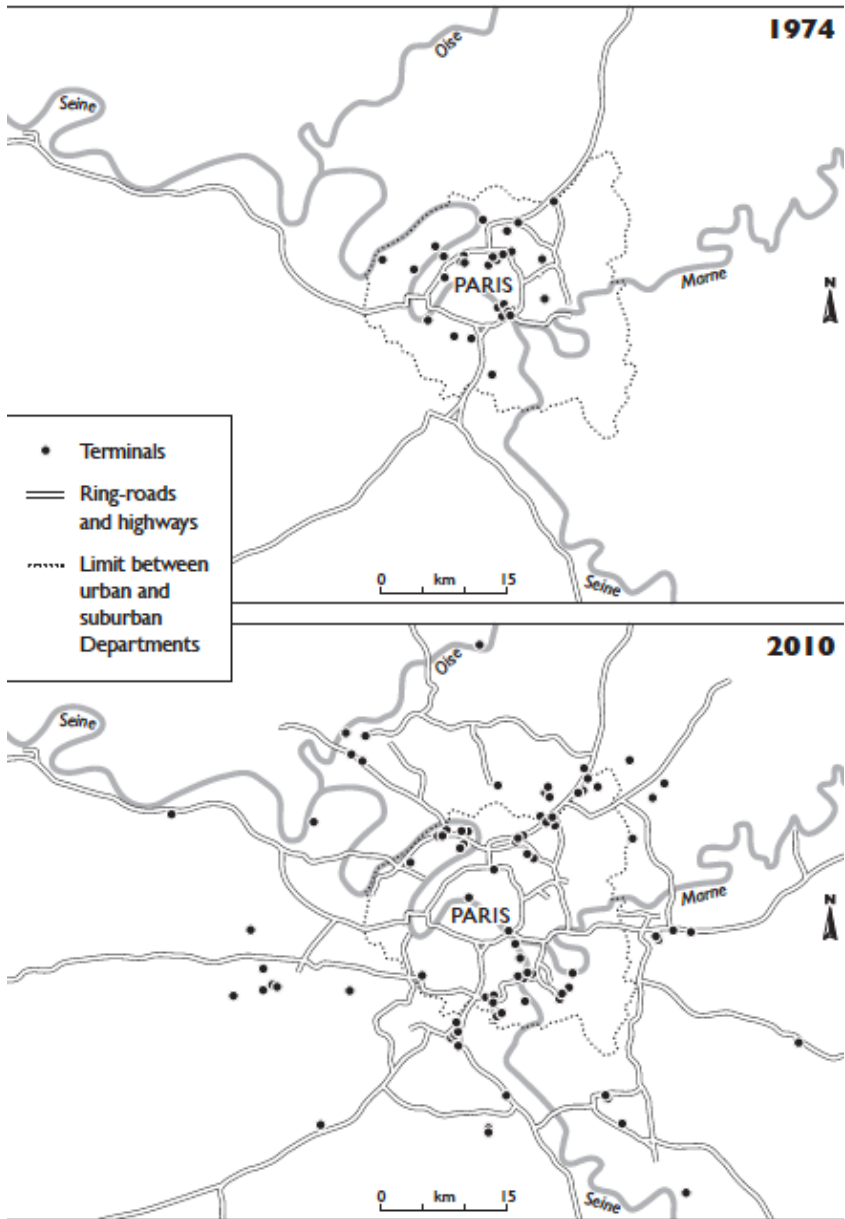 1974
Oise
Seine
Marne
PARIS
N
Terminals
Ring-roads
and highways
Limit between
urban and
suburban
Departments
0 km 15
Seine
2010
Oise
Seine
Marne
PARIS
N
0 km 15
Seine